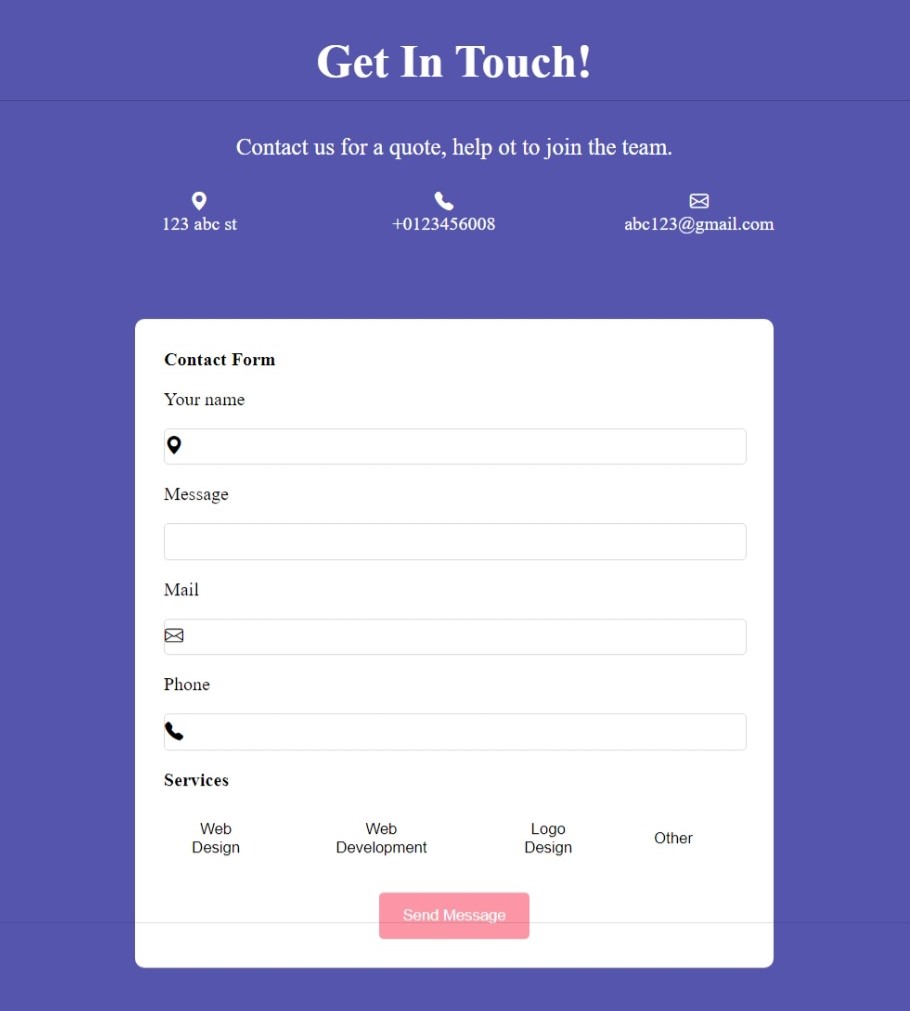 Get In Touch!
Contact us for a quote, help ot to join the team.
123 abc st
+0123456008
abc123@gmail.com
Contact Form
Your name
Message
Mail
Phone
Services
Web
Design
Web
Development
Logo
Design
Other
Send Message